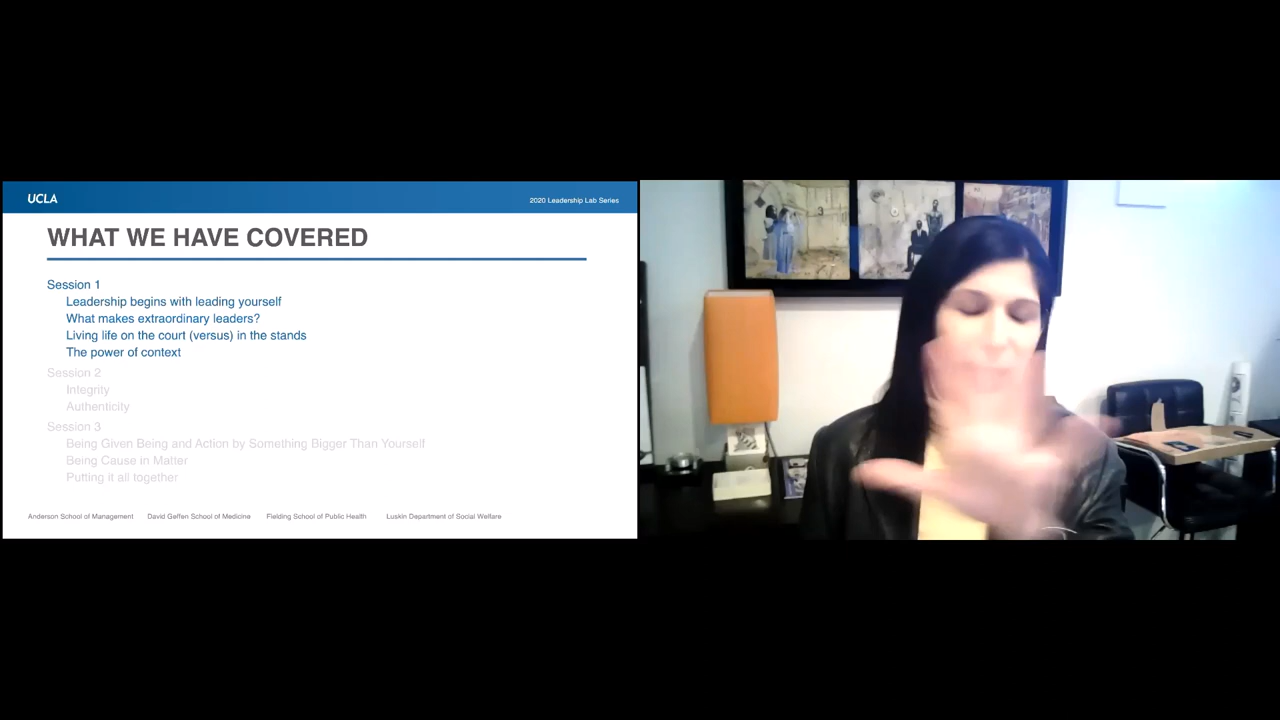 UCLA
2020 Leadership Lab Series
WHAT WE HAVE COVERED
Session 1
Leadership begins with leading yourself
What makes extraordinary leaders?
Living life on the court (versus) in the stands
The power of context
Session 2
Integrity
Authenticity
Session 3
Being Given Being and Action by Something Bigger Than Yourself
Being Cause in Matter
Putting it all together
Anderson School of Management David Geffen School of Medicine Fielding School of Public Health Luskin Department of Social Welfare
3